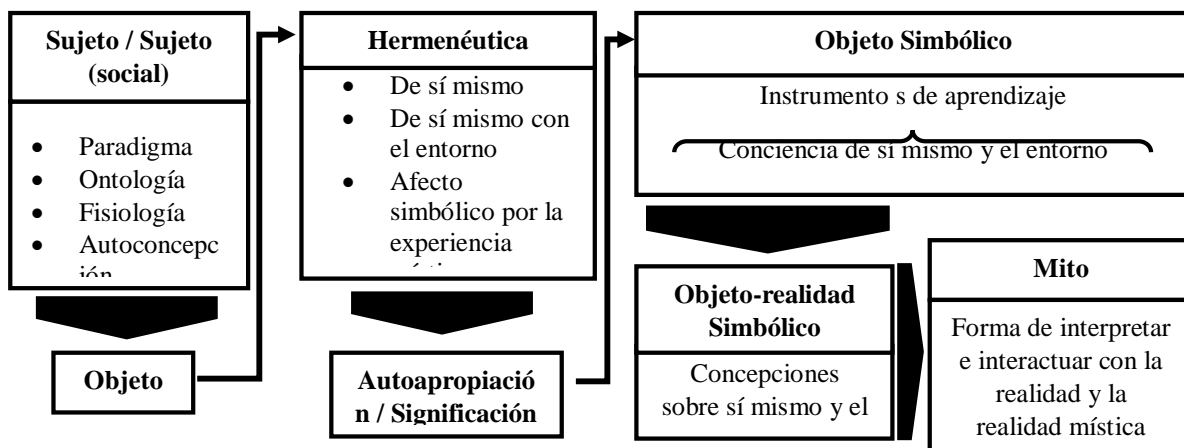 Sujeto / Sujeto
(social)
• Paradigma
• Ontología
• Fisiología
• Autoconcepc
ión
Objeto
Hermenéutica
• De sí mismo
• De sí mismo con
el entorno
• Afecto
simbólico por la
experiencia
Autoapropiació
n / Significación
Objeto Simbólico
Instrumento s de aprendizaje
Conciencia de sí mismo y el entorno
Objeto-realidad
Simbólico
Concepciones
sobre sí mismo y el
Mito
Forma de interpretar
e interactuar con la
realidad y la
realidad mística